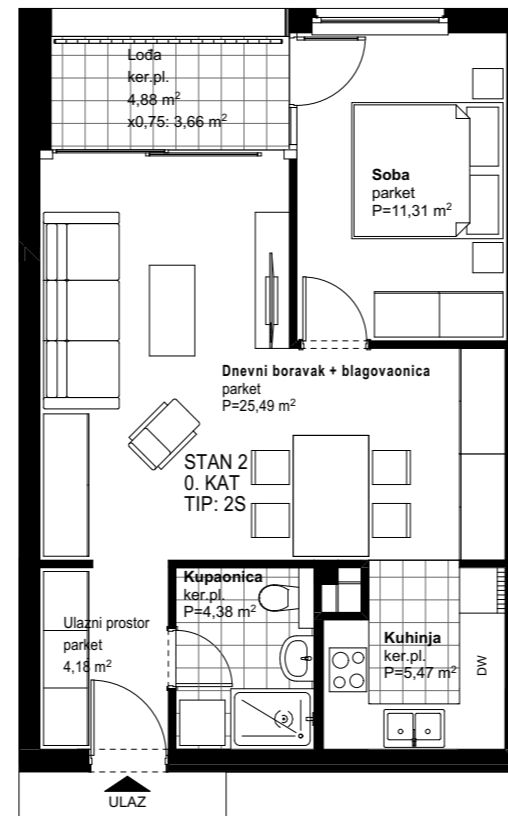 Lođa
ker.pl.
4,88 m²
x0,75: 3,66 m²
Soba
parket
P=11,31 m²
Dnevni boravak + blagovaonica
parket
P=25,49 m²
STAN 2
0. KAT
TIP: 2S
Kupaonica
ker.pl.
P=4,38 m²
Ulazni prostor
parket
4,18 m²
Kuhinja
ker.pl.
P=5,47 m²
DW
ULAZ